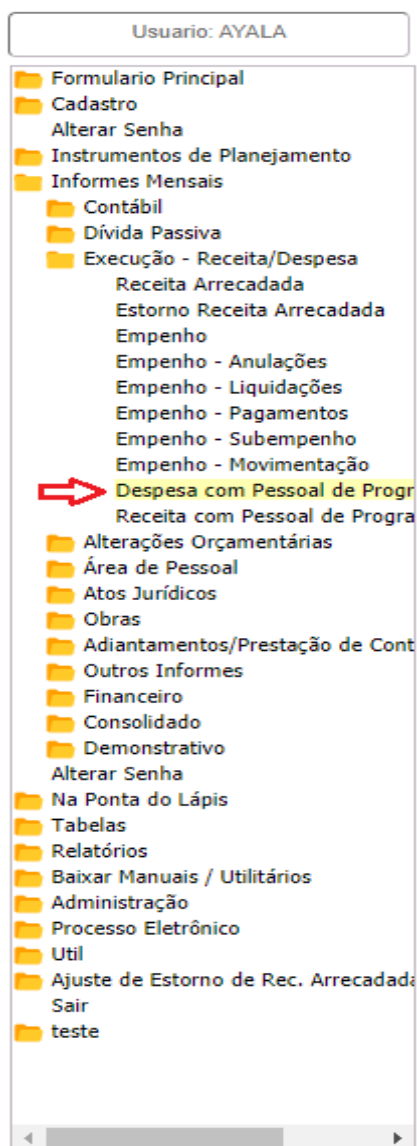 Usuario: AYALA
Formulario Principal
Cadastro
Alterar Senha
Instrumentos de Planejamento
Informes Mensais
Contábil
Dívida Passiva
Execução - Receita/Despesa
Receita Arrecadada
Estorno Receita Arrecadada
Empenho
Empenho - Anulações
Empenho - Liquidações
Empenho - Pagamentos
Empenho - Subempenho
Empenho - Movimentação
Despesa com Pessoal de Progr
Receita com Pessoal de Progra
Alterações Orçamentárias
Área de Pessoal
Atos Jurídicos
Obras
Adiantamentos/Prestação de Cont
Outros Informes
Financeiro
Consolidado
Demonstrativo
Alterar Senha
Na Ponta do Lápis
Tabelas
Relatórios
Baixar Manuais / Utilitários
Administração
Processo Eletrônico
Util
Ajuste de Estorno de Rec. Arrecadada
Sair
teste